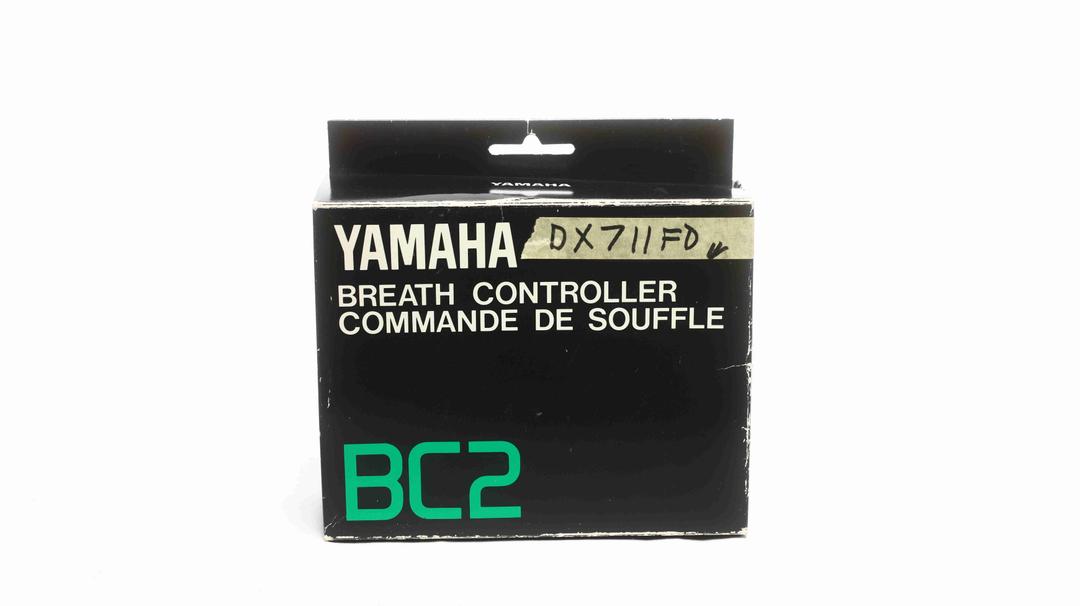 YAMAHA
YAMAHA
DX711FD
BREATH CONTROLLER
COMMANDE DE SOUFFLE
BC2